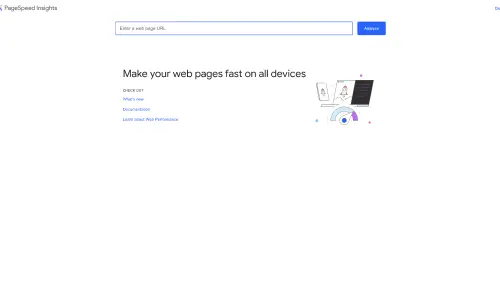 PageSpeed Insights
Enter a web page URL
Analyze
Make your web pages fast on all devices
CHECK OUT
What's new
Documentation
Learn about Web Performance